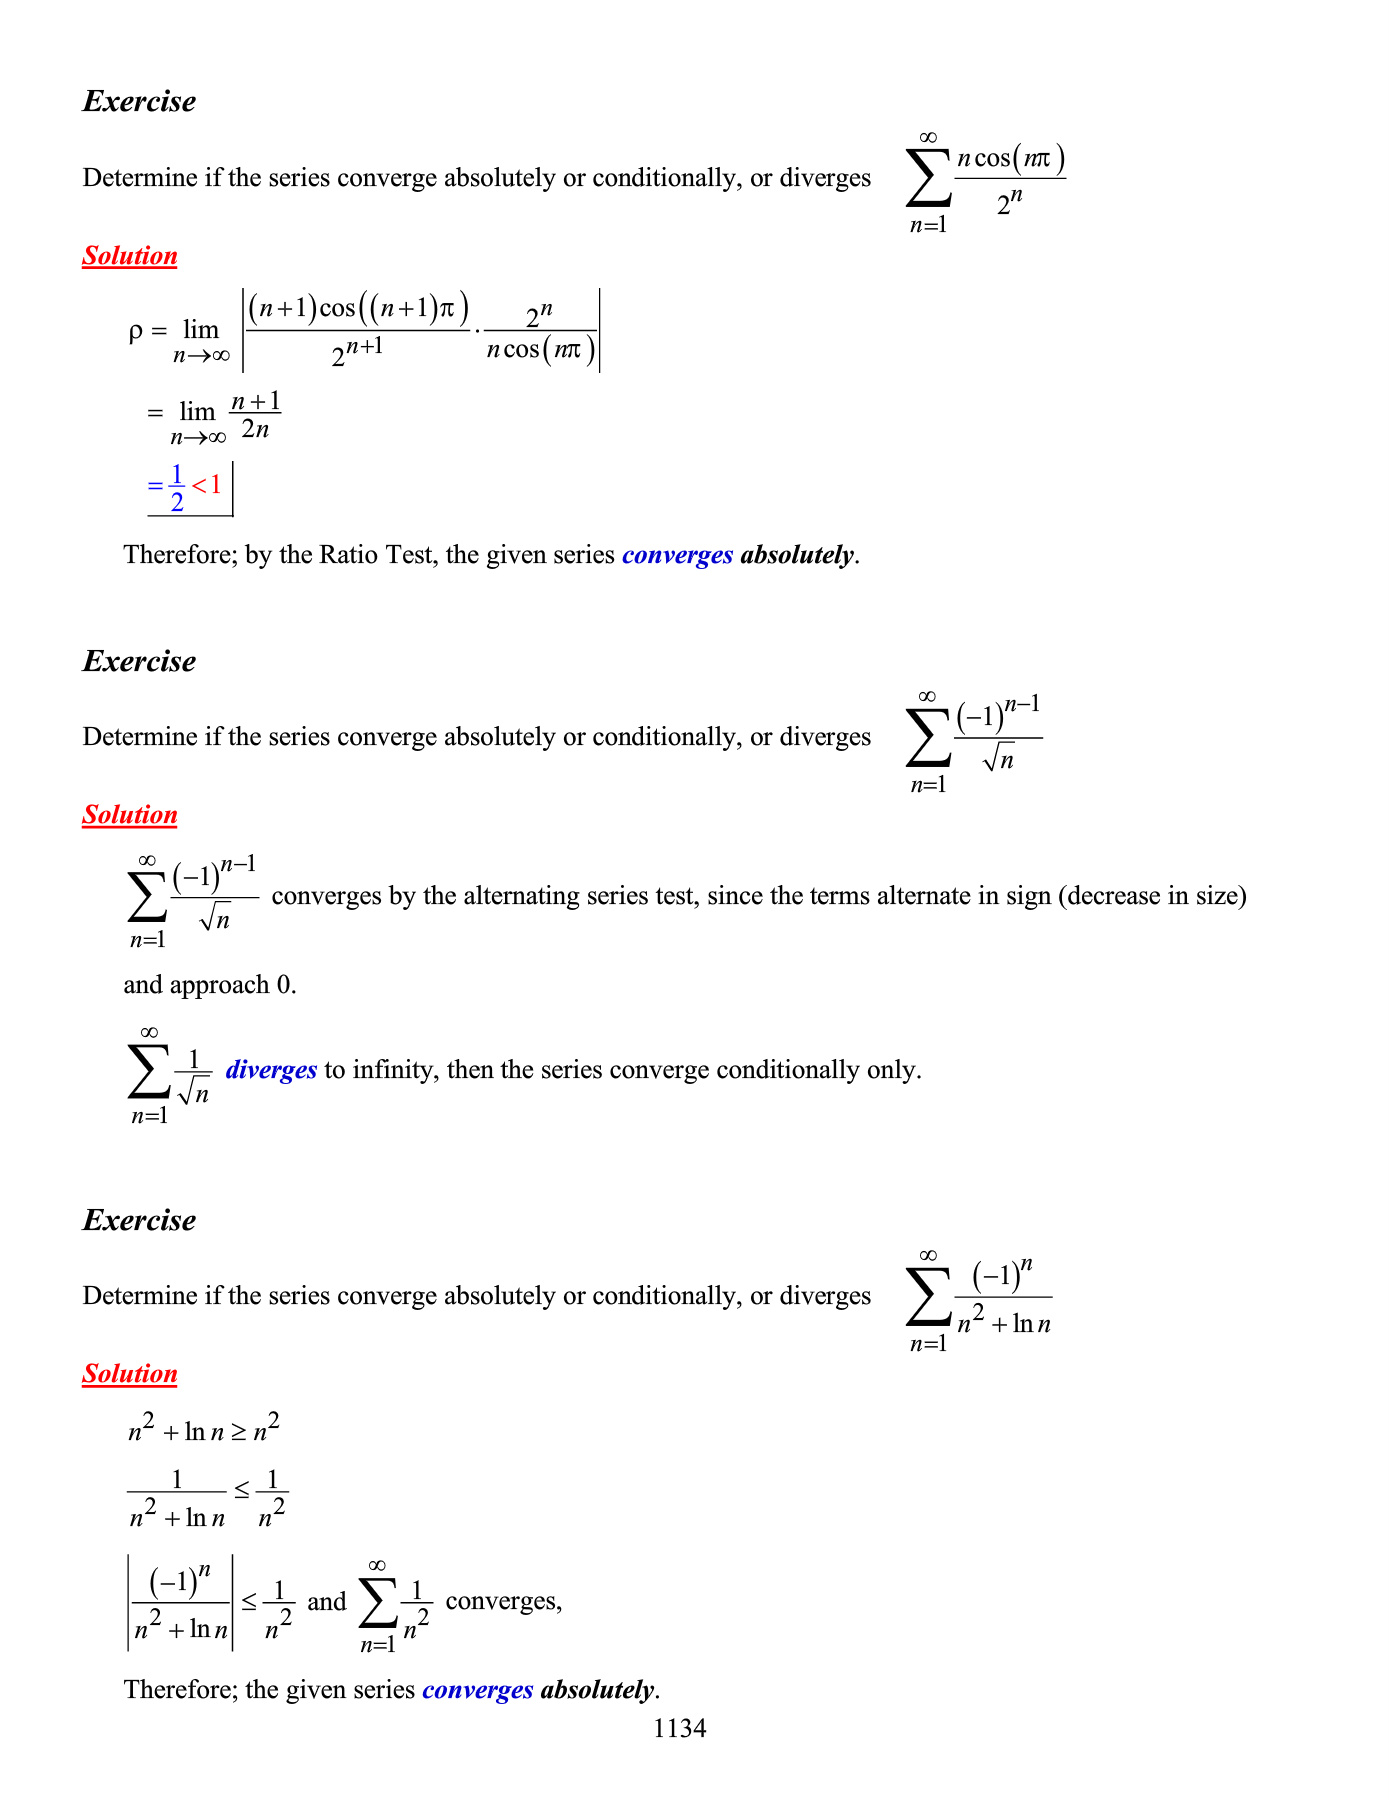 Exercise
Determine if the series converge absolutely or conditionally, or diverges $\sum_{n=1}^{\infty} \frac{n\cos(n\pi)}{2^n}$
Solution
$\rho = \lim_{n\to\infty} \left| \frac{(n+1)\cos((n+1)\pi)}{2^{n+1}} \cdot \frac{2^n}{n\cos(n\pi)} \right|$
$= \lim_{n\to\infty} \frac{n+1}{2n}$
$= \frac{1}{2} < 1$
Therefore; by the Ratio Test, the given series converges absolutely.
Exercise
Determine if the series converge absolutely or conditionally, or diverges $\sum_{n=1}^{\infty} \frac{(-1)^{n-1}}{\sqrt{n}}$
Solution
$\sum_{n=1}^{\infty} \frac{(-1)^{n-1}}{\sqrt{n}}$ converges by the alternating series test, since the terms alternate in sign (decrease in size)
and approach 0.
$\sum_{n=1}^{\infty} \frac{1}{\sqrt{n}}$ diverges to infinity, then the series converge conditionally only.
Exercise
Determine if the series converge absolutely or conditionally, or diverges $\sum_{n=1}^{\infty} \frac{(-1)^n}{n^2 + \ln n}$
Solution
$n^2 + \ln n \geq n^2$
$\frac{1}{n^2 + \ln n} \leq \frac{1}{n^2}$
$\left| \frac{(-1)^n}{n^2 + \ln n} \right| \leq \frac{1}{n^2}$ and $\sum_{n=1}^{\infty} \frac{1}{n^2}$ converges,
Therefore; the given series converges absolutely.
1134